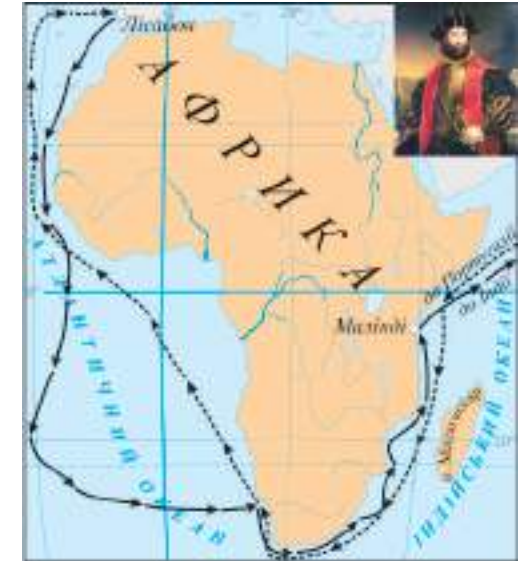 Лісабон
АФРИКА
до Португалії
до Індії
Малінді
Мадагаскар
АТЛАНТИЧНИЙ ОКЕАН
ІНДІЙСЬКИЙ ОКЕАН